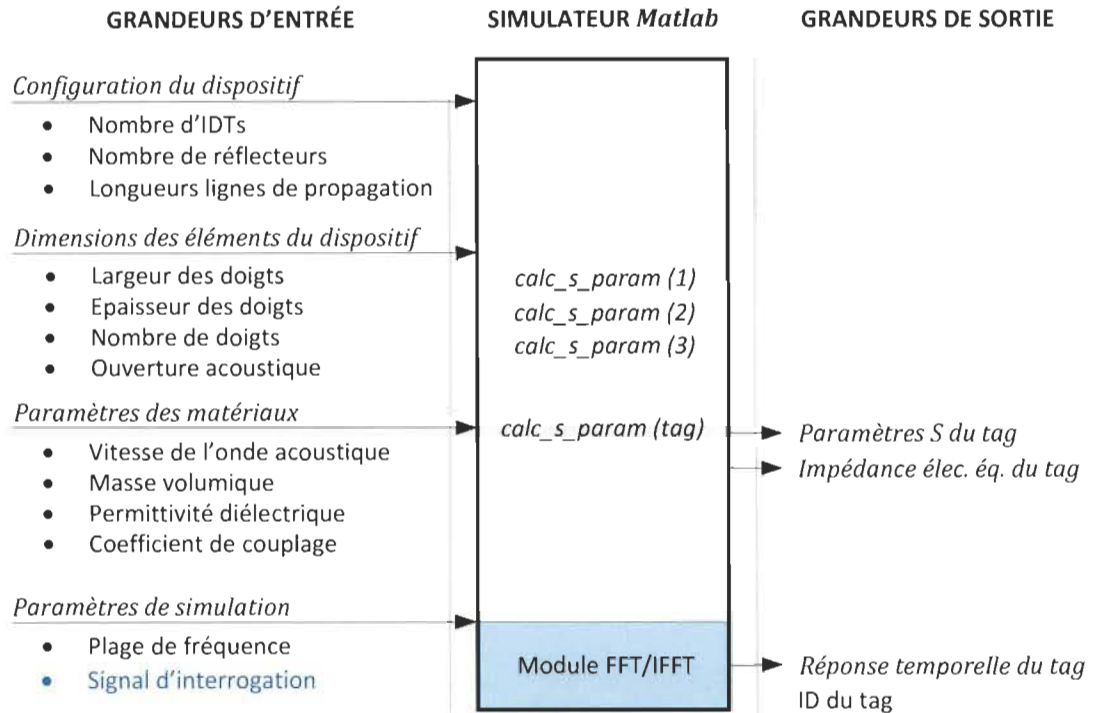 GRANDEURS D'ENTRÉE
Configuration du dispositif
• Nombre d'IDTs
• Nombre de réflecteurs
• Longueurs lignes de propagation
Dimensions des éléments du dispositif
• Largeur des doigts
• Epaisseur des doigts
• Nombre de doigts
• Ouverture acoustique
Paramètres des matériaux
• Vitesse de l'onde acoustique
• Masse volumique
• Permittivité diélectrique
• Coefficient de couplage
Paramètres de simulation
• Plage de fréquence
• Signal d'interrogation
SIMULATEUR Matlab
calc_s_param (1)
calc_s_param (2)
calc_s_param (3)
calc_s_param (tag)
Module FFT/IFFT
GRANDEURS DE SORTIE
Paramètres S du tag
Impédance élec. éq. du tag
Réponse temporelle du tag
ID du tag